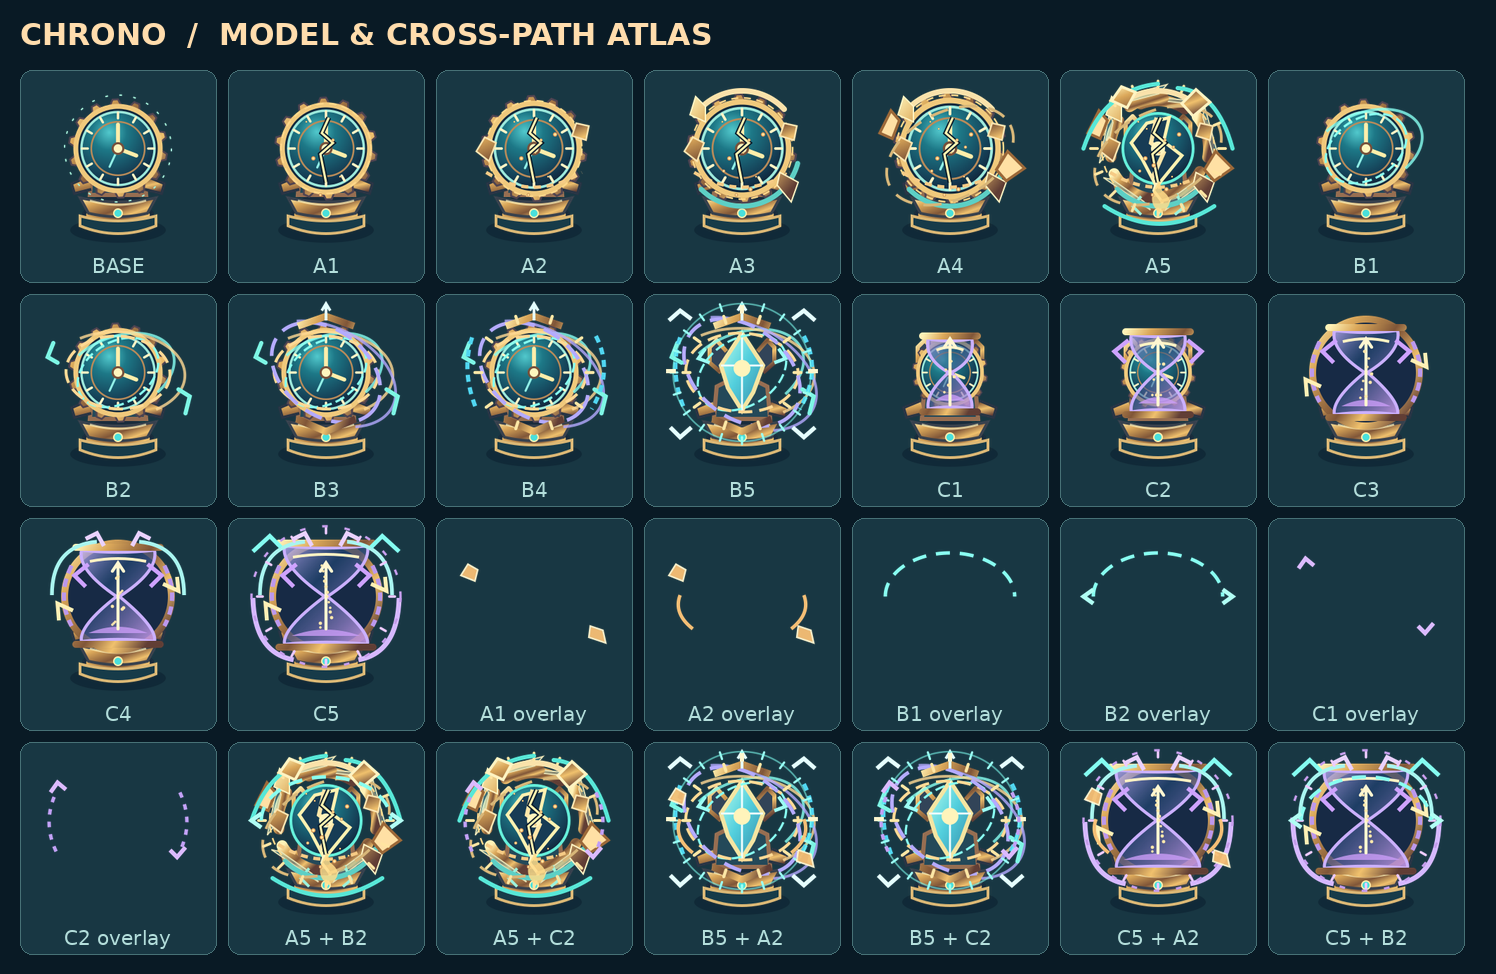 CHRONO / MODEL & CROSS-PATH ATLAS
BASE
A1
A2
A3
A4
A5
B1
B2
B3
B4
B5
C1
C2
C3
C4
C5
A1 overlay
A2 overlay
B1 overlay
B2 overlay
C1 overlay
C2 overlay
A5 + B2
A5 + C2
B5 + A2
B5 + C2
C5 + A2
C5 + B2